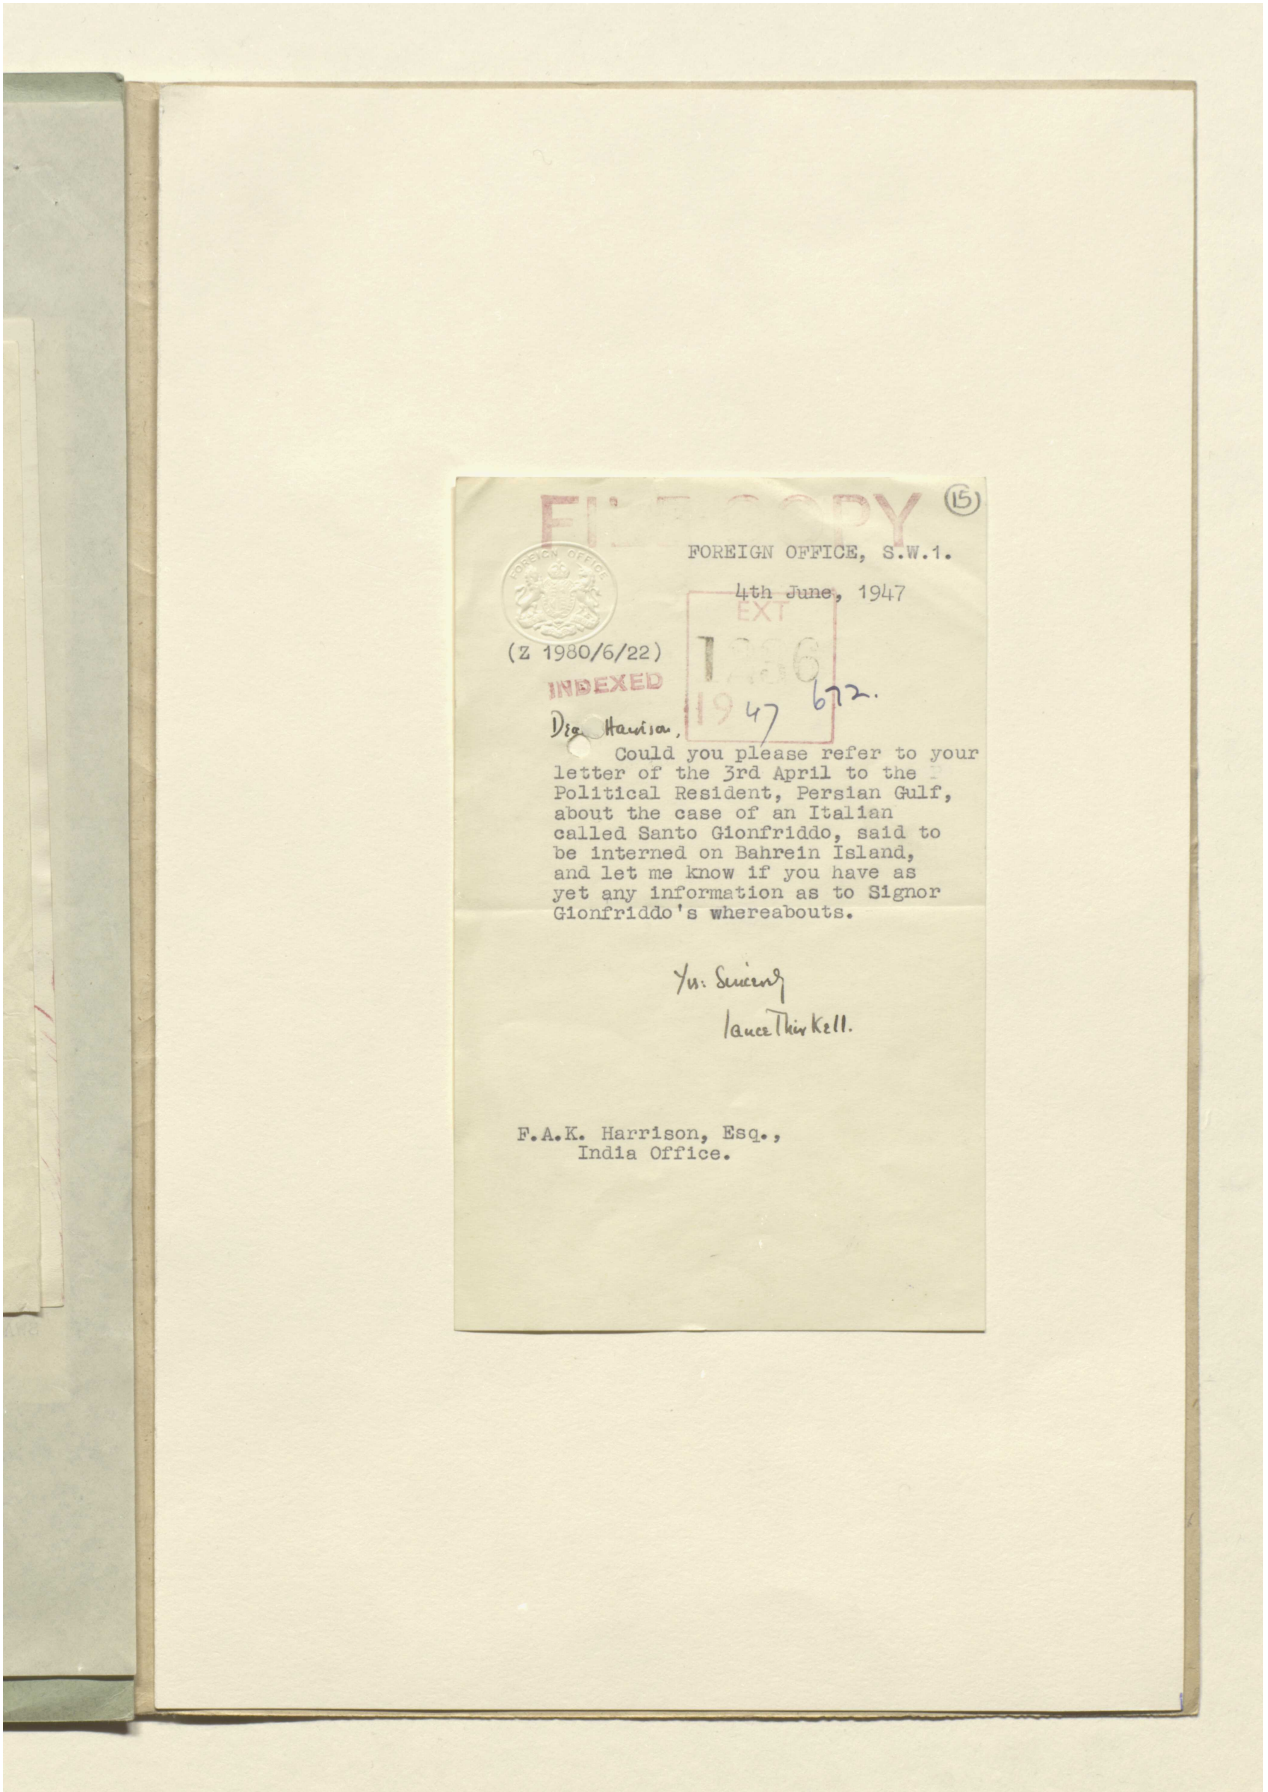 FILE COPY
15
FOREIGN OFFICE, S.W.1.
FOREIGN OFFICE
4th June, 1947
EXT
(Z 1980/6/22)
INDEXED
1947
672.
Dear Harrison,
Could you please refer to your
letter of the 3rd April to the
Political Resident, Persian Gulf,
about the case of an Italian
called Santo Gionfriddo, said to
be interned on Bahrein Island,
and let me know if you have as
yet any information as to Signor
Gionfriddo's whereabouts.
Yrs: Sincerely
Lance Thirkell.
F.A.K. Harrison, Esq.,
India Office.